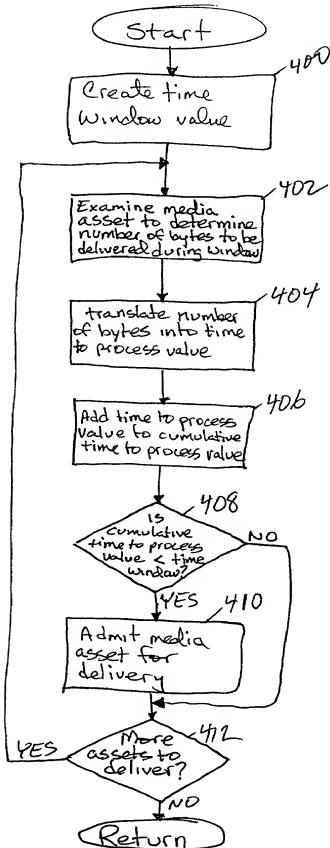 Start
400
Create time
window value
402
Examine media
asset to determine
number of bytes to be
delivered during window
404
translate number
of bytes into time
to process value
406
Add time to process
value to cumulative
time to process value
408
Is
cumulative
time to process
value < time
window?
NO
YES
410
Admit media
asset for
delivery
412
More
assets to
deliver?
YES
NO
Return